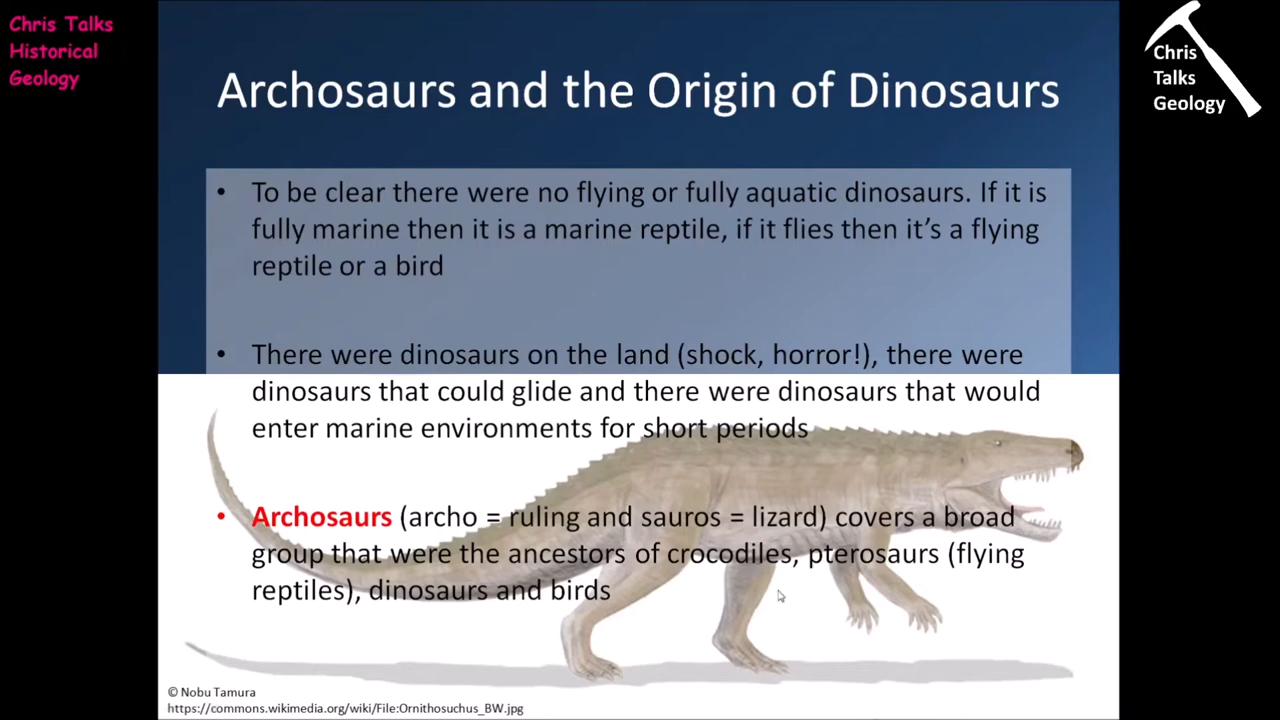 Chris Talks
Historical
Geology
Chris
Talks
Geology
Archosaurs and the Origin of Dinosaurs
• To be clear there were no flying or fully aquatic dinosaurs. If it is
fully marine then it is a marine reptile, if it flies then it’s a flying
reptile or a bird
• There were dinosaurs on the land (shock, horror!), there were
dinosaurs that could glide and there were dinosaurs that would
enter marine environments for short periods
• Archosaurs (archo = ruling and sauros = lizard) covers a broad
group that were the ancestors of crocodiles, pterosaurs (flying
reptiles), dinosaurs and birds
© Nobu Tamura
https://commons.wikimedia.org/wiki/File:Ornithosuchus_BW.jpg